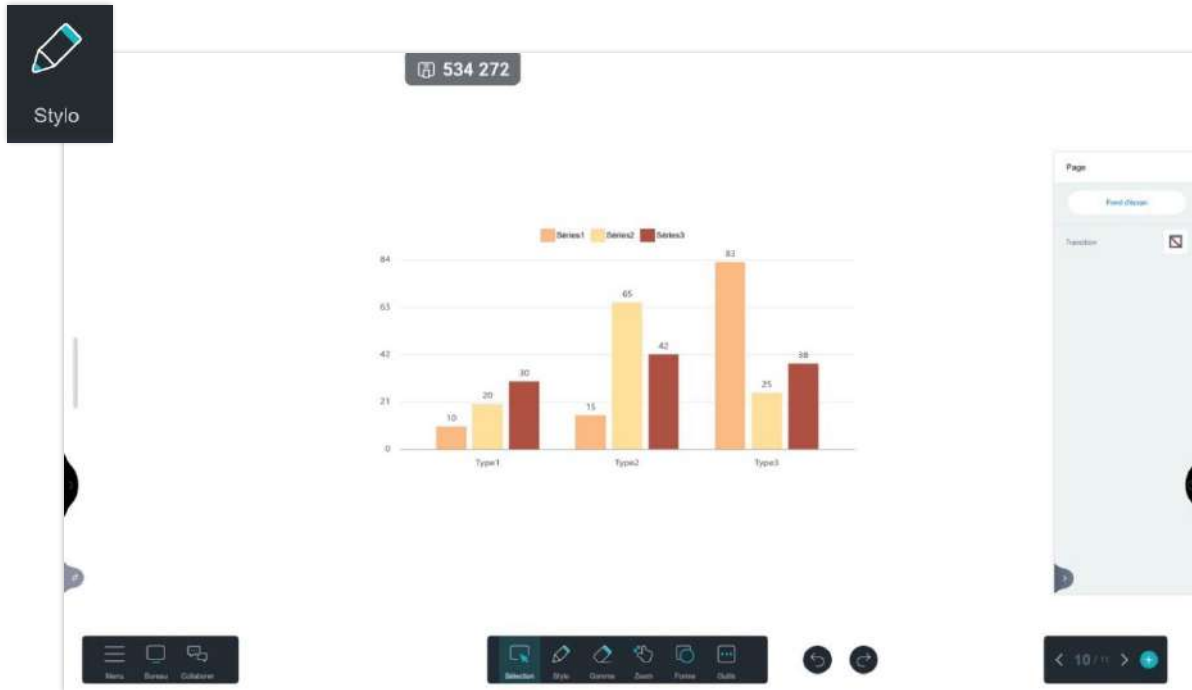 Stylo
534 272
Page
Fond d'écran
Transition
Séries1 Séries2 Séries3
84
63
42
21
0
10 20 30
15 65 42
83 25 38
Type1 Type2 Type3
Menu Bureau Collaborer
Sélection Stylo Gomme Zoom Forme Outils
10 / 11